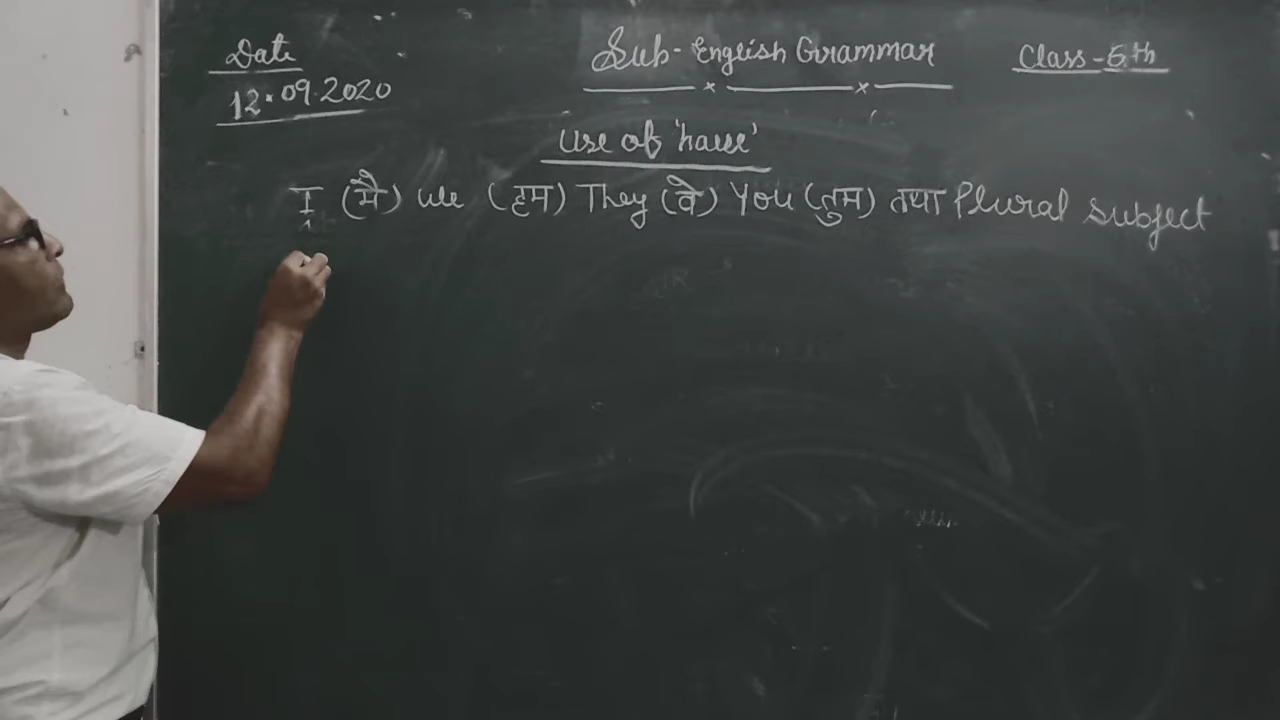 Date
12.09.2020
Sub- English Grammar
Class-6th
Use of 'have'
I (मै) We (हम) They (वे) You (तुम) तथा Plural Subject